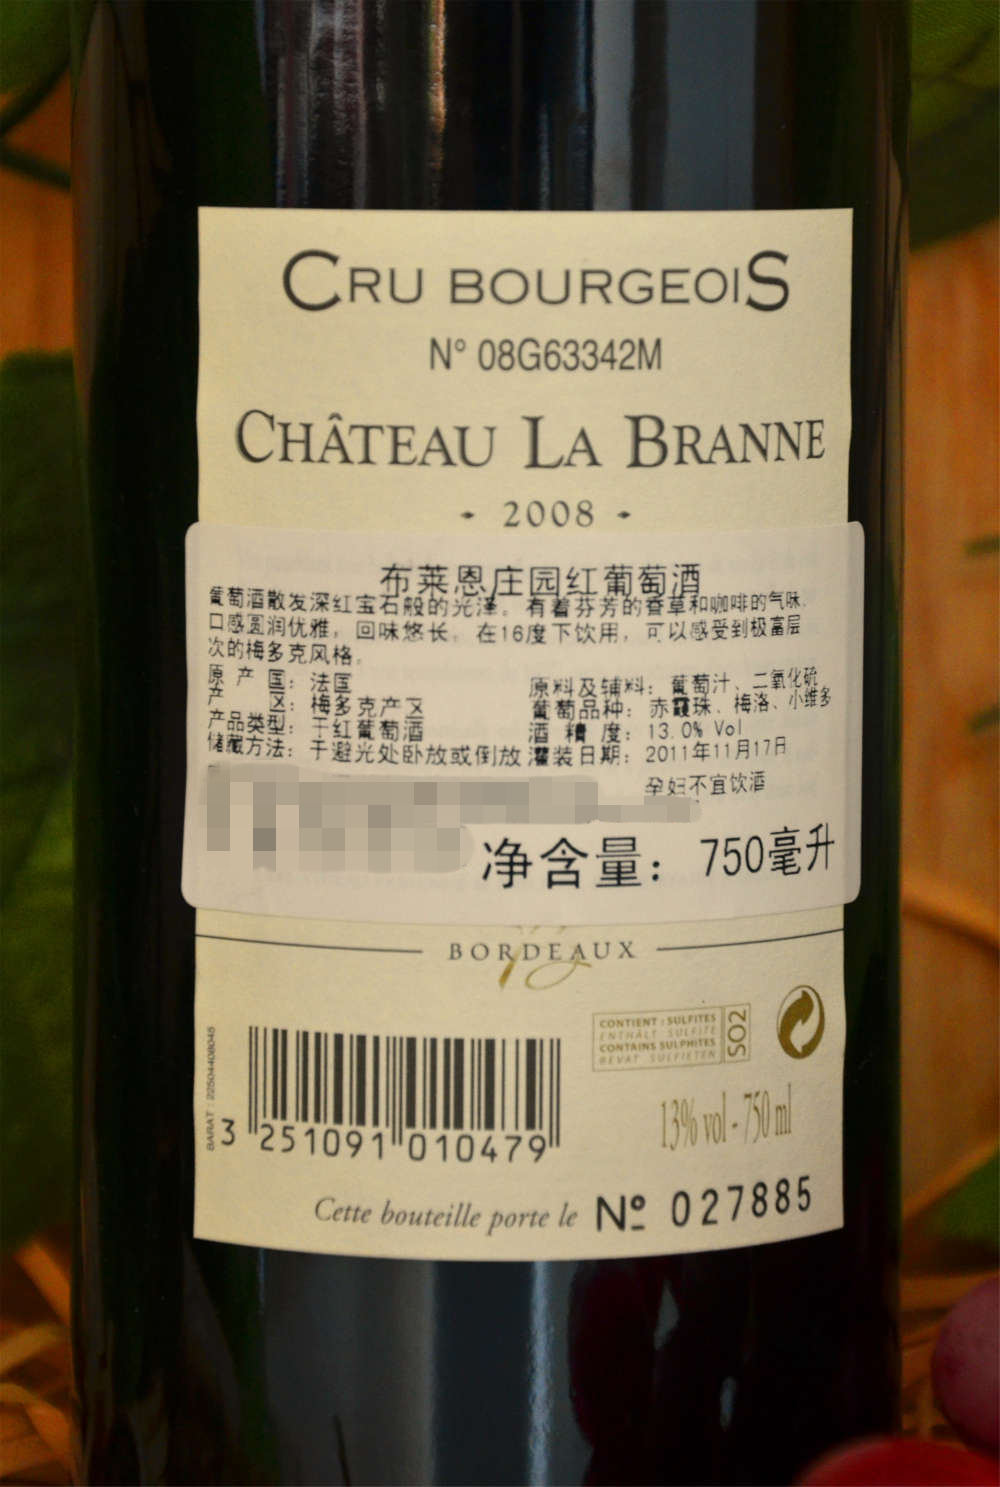 CRU BOURGEOIS
N° 08G63342M
CHÂTEAU LA BRANNE
- 2008 -
布莱恩庄园红葡萄酒
葡萄酒散发深红宝石般的光泽。有着芬芳的香草和咖啡的气味,
口感圆润优雅，回味悠长。在16度下饮用，可以感受到极富层
次的梅多克风格。
原产国：法国 原料及辅料：葡萄汁、二氧化硫
产区：梅多克产区 葡萄品种：赤霞珠、梅洛、小维多
产品类型：干红葡萄酒 酒精度：13.0% Vol
储藏方法：于避光处卧放或倒放 灌装日期：2011年11月17日
孕妇不宜饮酒
净含量：750毫升
BORDEAUX
CONTIENT : SULFITES
ENTHÄLT SULFITE
CONTAINS SULPHITES
BEVAT SULFIETEN
SO2
BARAT : 22504408045
3 251091 010479
13% vol - 750 ml
Cette bouteille porte le Nº 027885